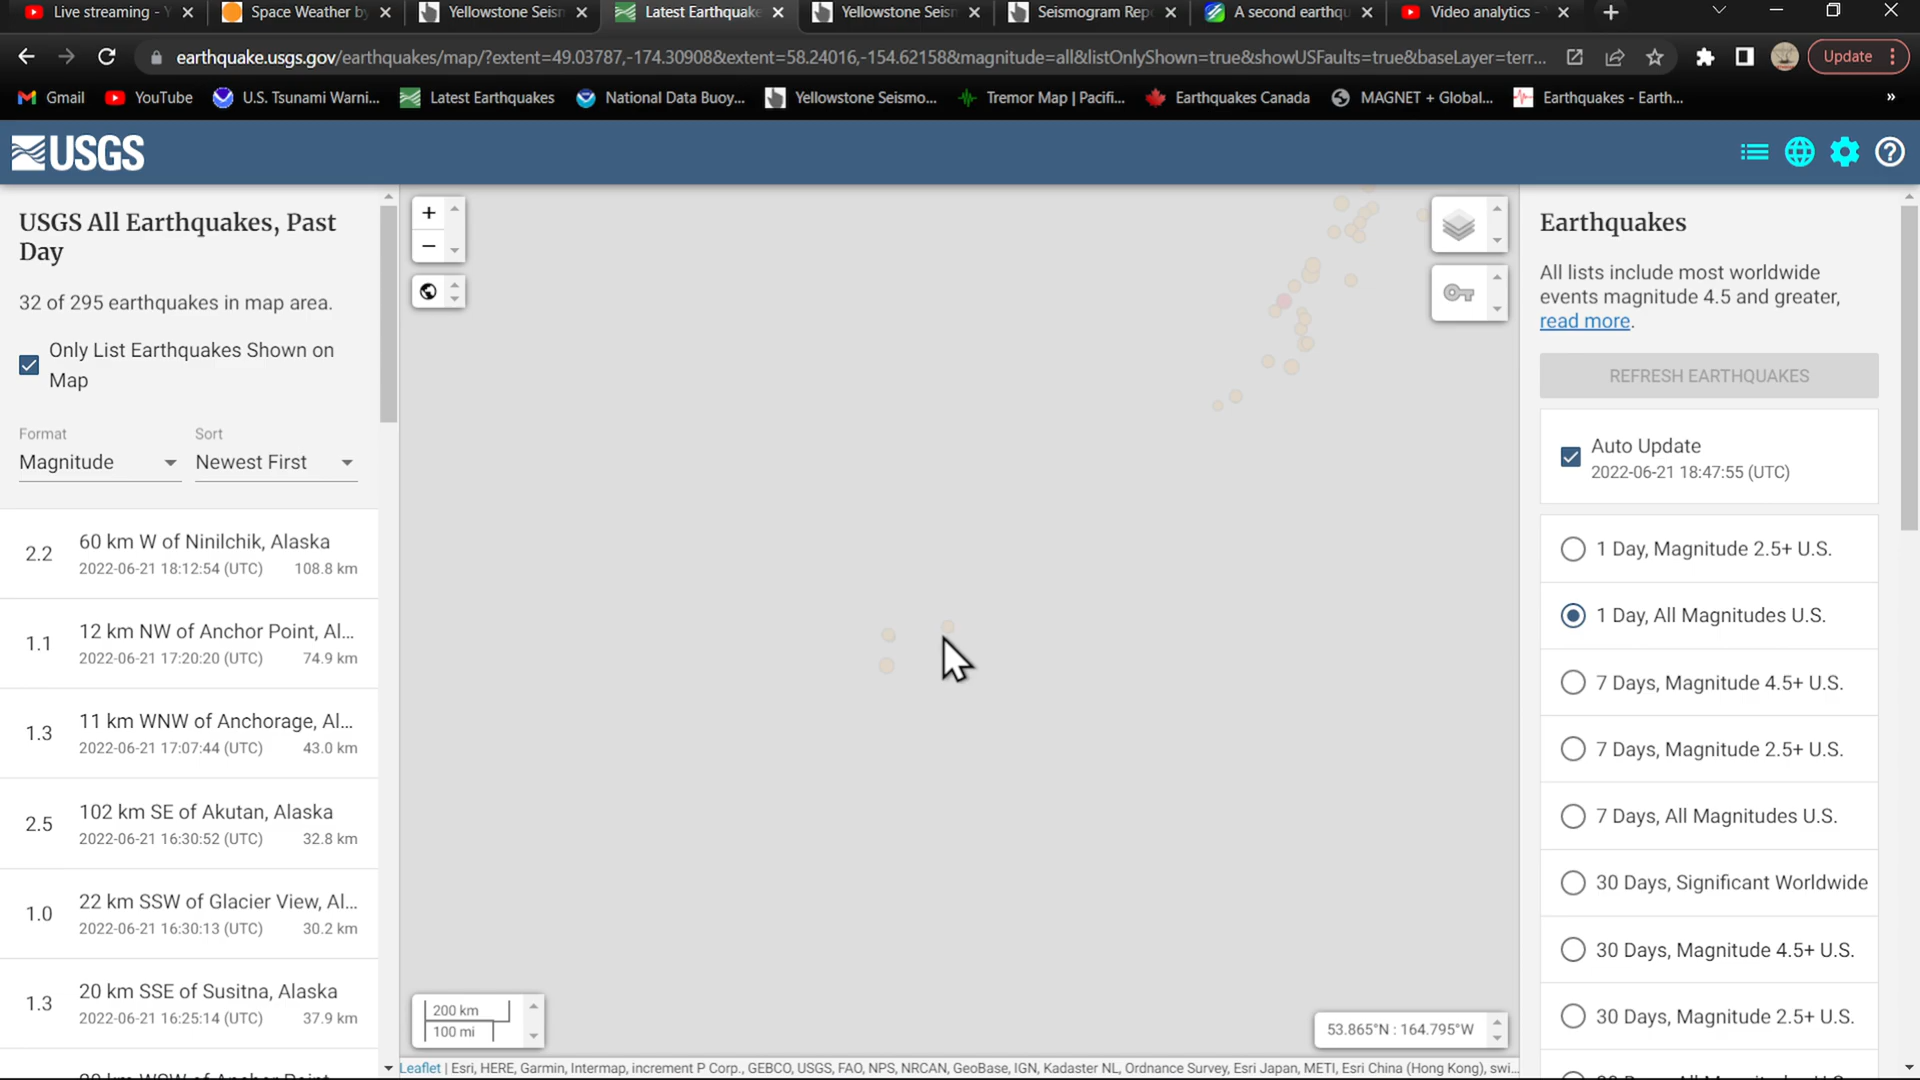 Live streaming - Y
Space Weather by
Yellowstone Seism
Latest Earthquake
Yellowstone Seism
Seismogram Repo
A second earthqu
Video analytics -
earthquake.usgs.gov/earthquakes/map/?extent=49.03787,-174.30908&extent=58.24016,-154.62158&magnitude=all&listOnlyShown=true&showUSFaults=true&baseLayer=terr...
Update
Gmail
YouTube
U.S. Tsunami Warni...
Latest Earthquakes
National Data Buoy...
Yellowstone Seismo...
Tremor Map | Pacifi...
Earthquakes Canada
MAGNET + Global...
Earthquakes - Earth...
»
USGS
USGS All Earthquakes, Past
Day
32 of 295 earthquakes in map area.
Only List Earthquakes Shown on
Map
Format
Sort
Magnitude
Newest First
2.2
60 km W of Ninilchik, Alaska
2022-06-21 18:12:54 (UTC) 108.8 km
1.1
12 km NW of Anchor Point, Al...
2022-06-21 17:20:20 (UTC) 74.9 km
1.3
11 km WNW of Anchorage, Al...
2022-06-21 17:07:44 (UTC) 43.0 km
2.5
102 km SE of Akutan, Alaska
2022-06-21 16:30:52 (UTC) 32.8 km
1.0
22 km SSW of Glacier View, Al...
2022-06-21 16:30:13 (UTC) 30.2 km
1.3
20 km SSE of Susitna, Alaska
2022-06-21 16:25:14 (UTC) 37.9 km
+
−
200 km
100 mi
53.865°N : 164.795°W
Leaflet | Esri, HERE, Garmin, Intermap, increment P Corp., GEBCO, USGS, FAO, NPS, NRCAN, GeoBase, IGN, Kadaster NL, Ordnance Survey, Esri Japan, METI, Esri China (Hong Kong), swi...
Earthquakes
All lists include most worldwide
events magnitude 4.5 and greater,
read more.
REFRESH EARTHQUAKES
Auto Update
2022-06-21 18:47:55 (UTC)
1 Day, Magnitude 2.5+ U.S.
1 Day, All Magnitudes U.S.
7 Days, Magnitude 4.5+ U.S.
7 Days, Magnitude 2.5+ U.S.
7 Days, All Magnitudes U.S.
30 Days, Significant Worldwide
30 Days, Magnitude 4.5+ U.S.
30 Days, Magnitude 2.5+ U.S.